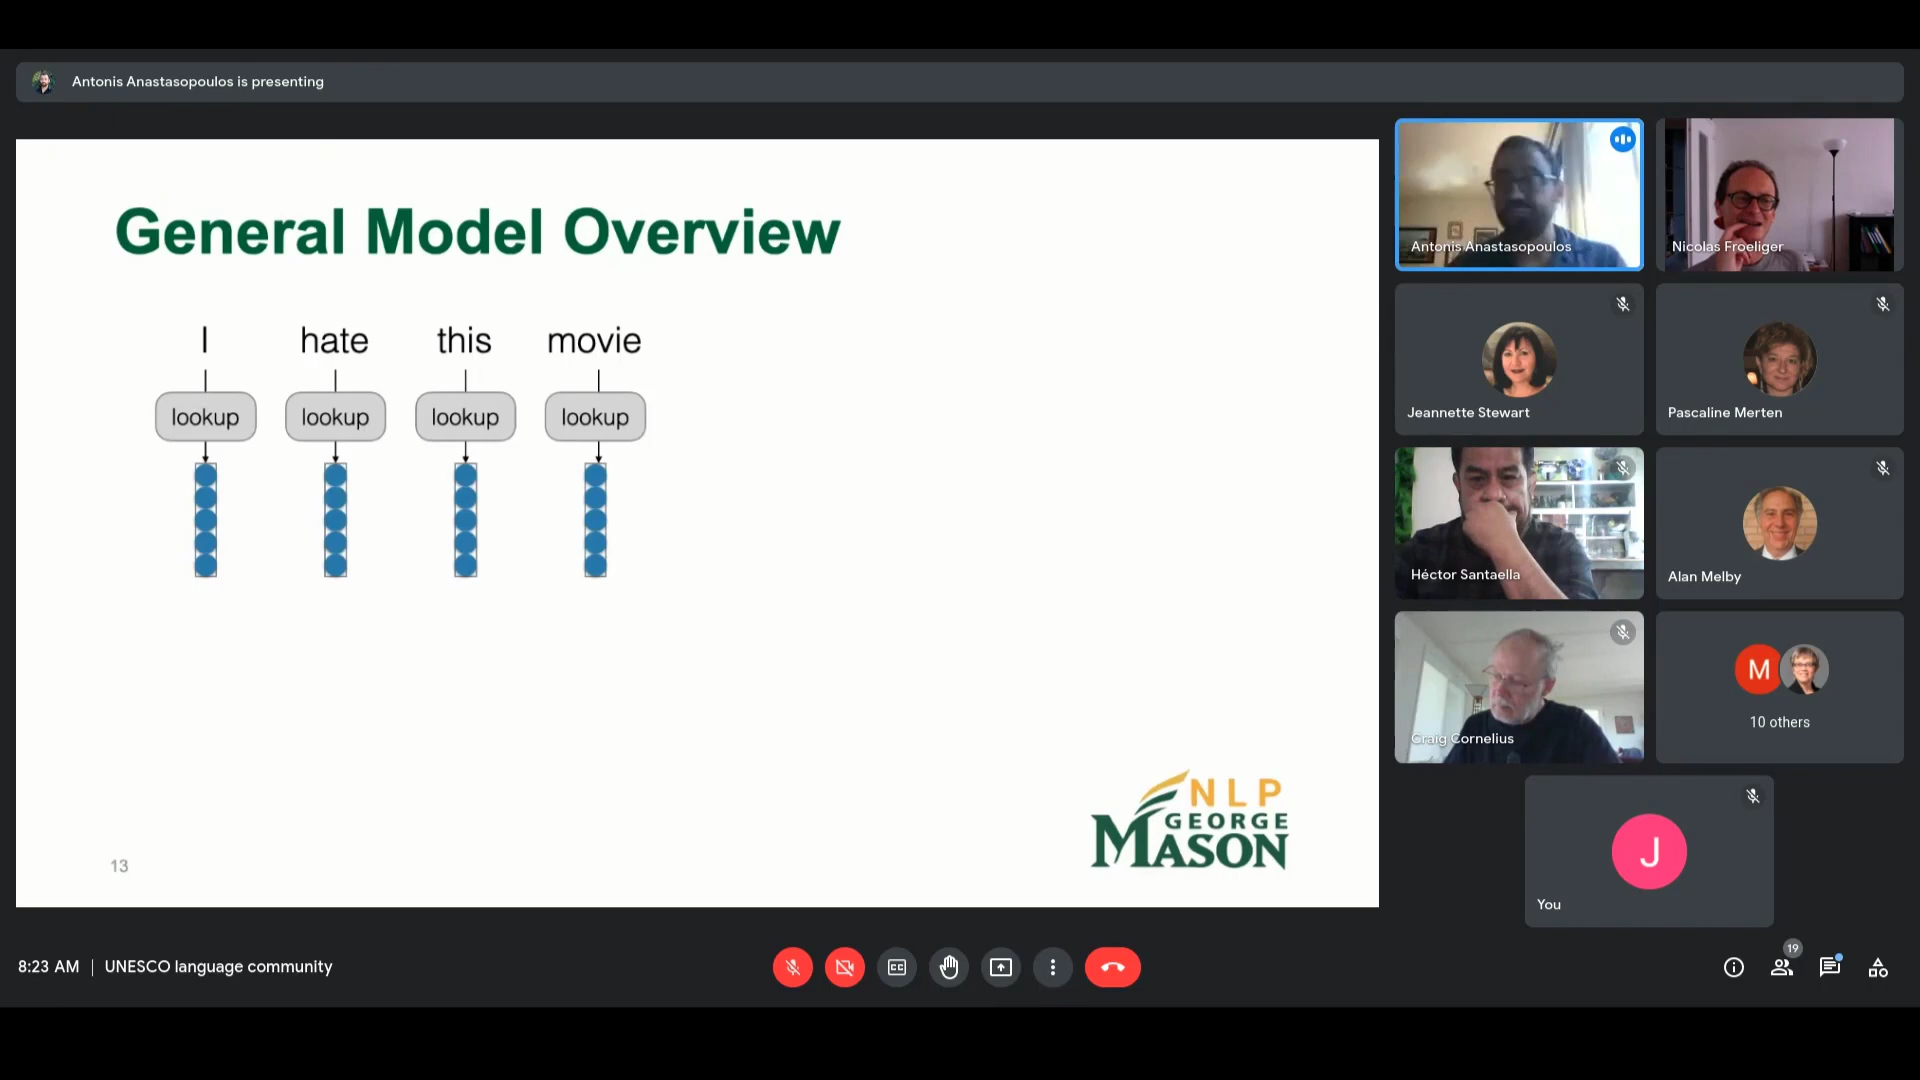 Antonis Anastasopoulos is presenting
General Model Overview
I hate this movie
lookup lookup lookup lookup
NLP
GEORGE
MASON
13
Antonis Anastasopoulos
Nicolas Froeliger
Jeannette Stewart
Pascaline Merten
Héctor Santaella
Alan Melby
Craig Cornelius
M
10 others
J
You
8:23 AM | UNESCO language community
CC
19